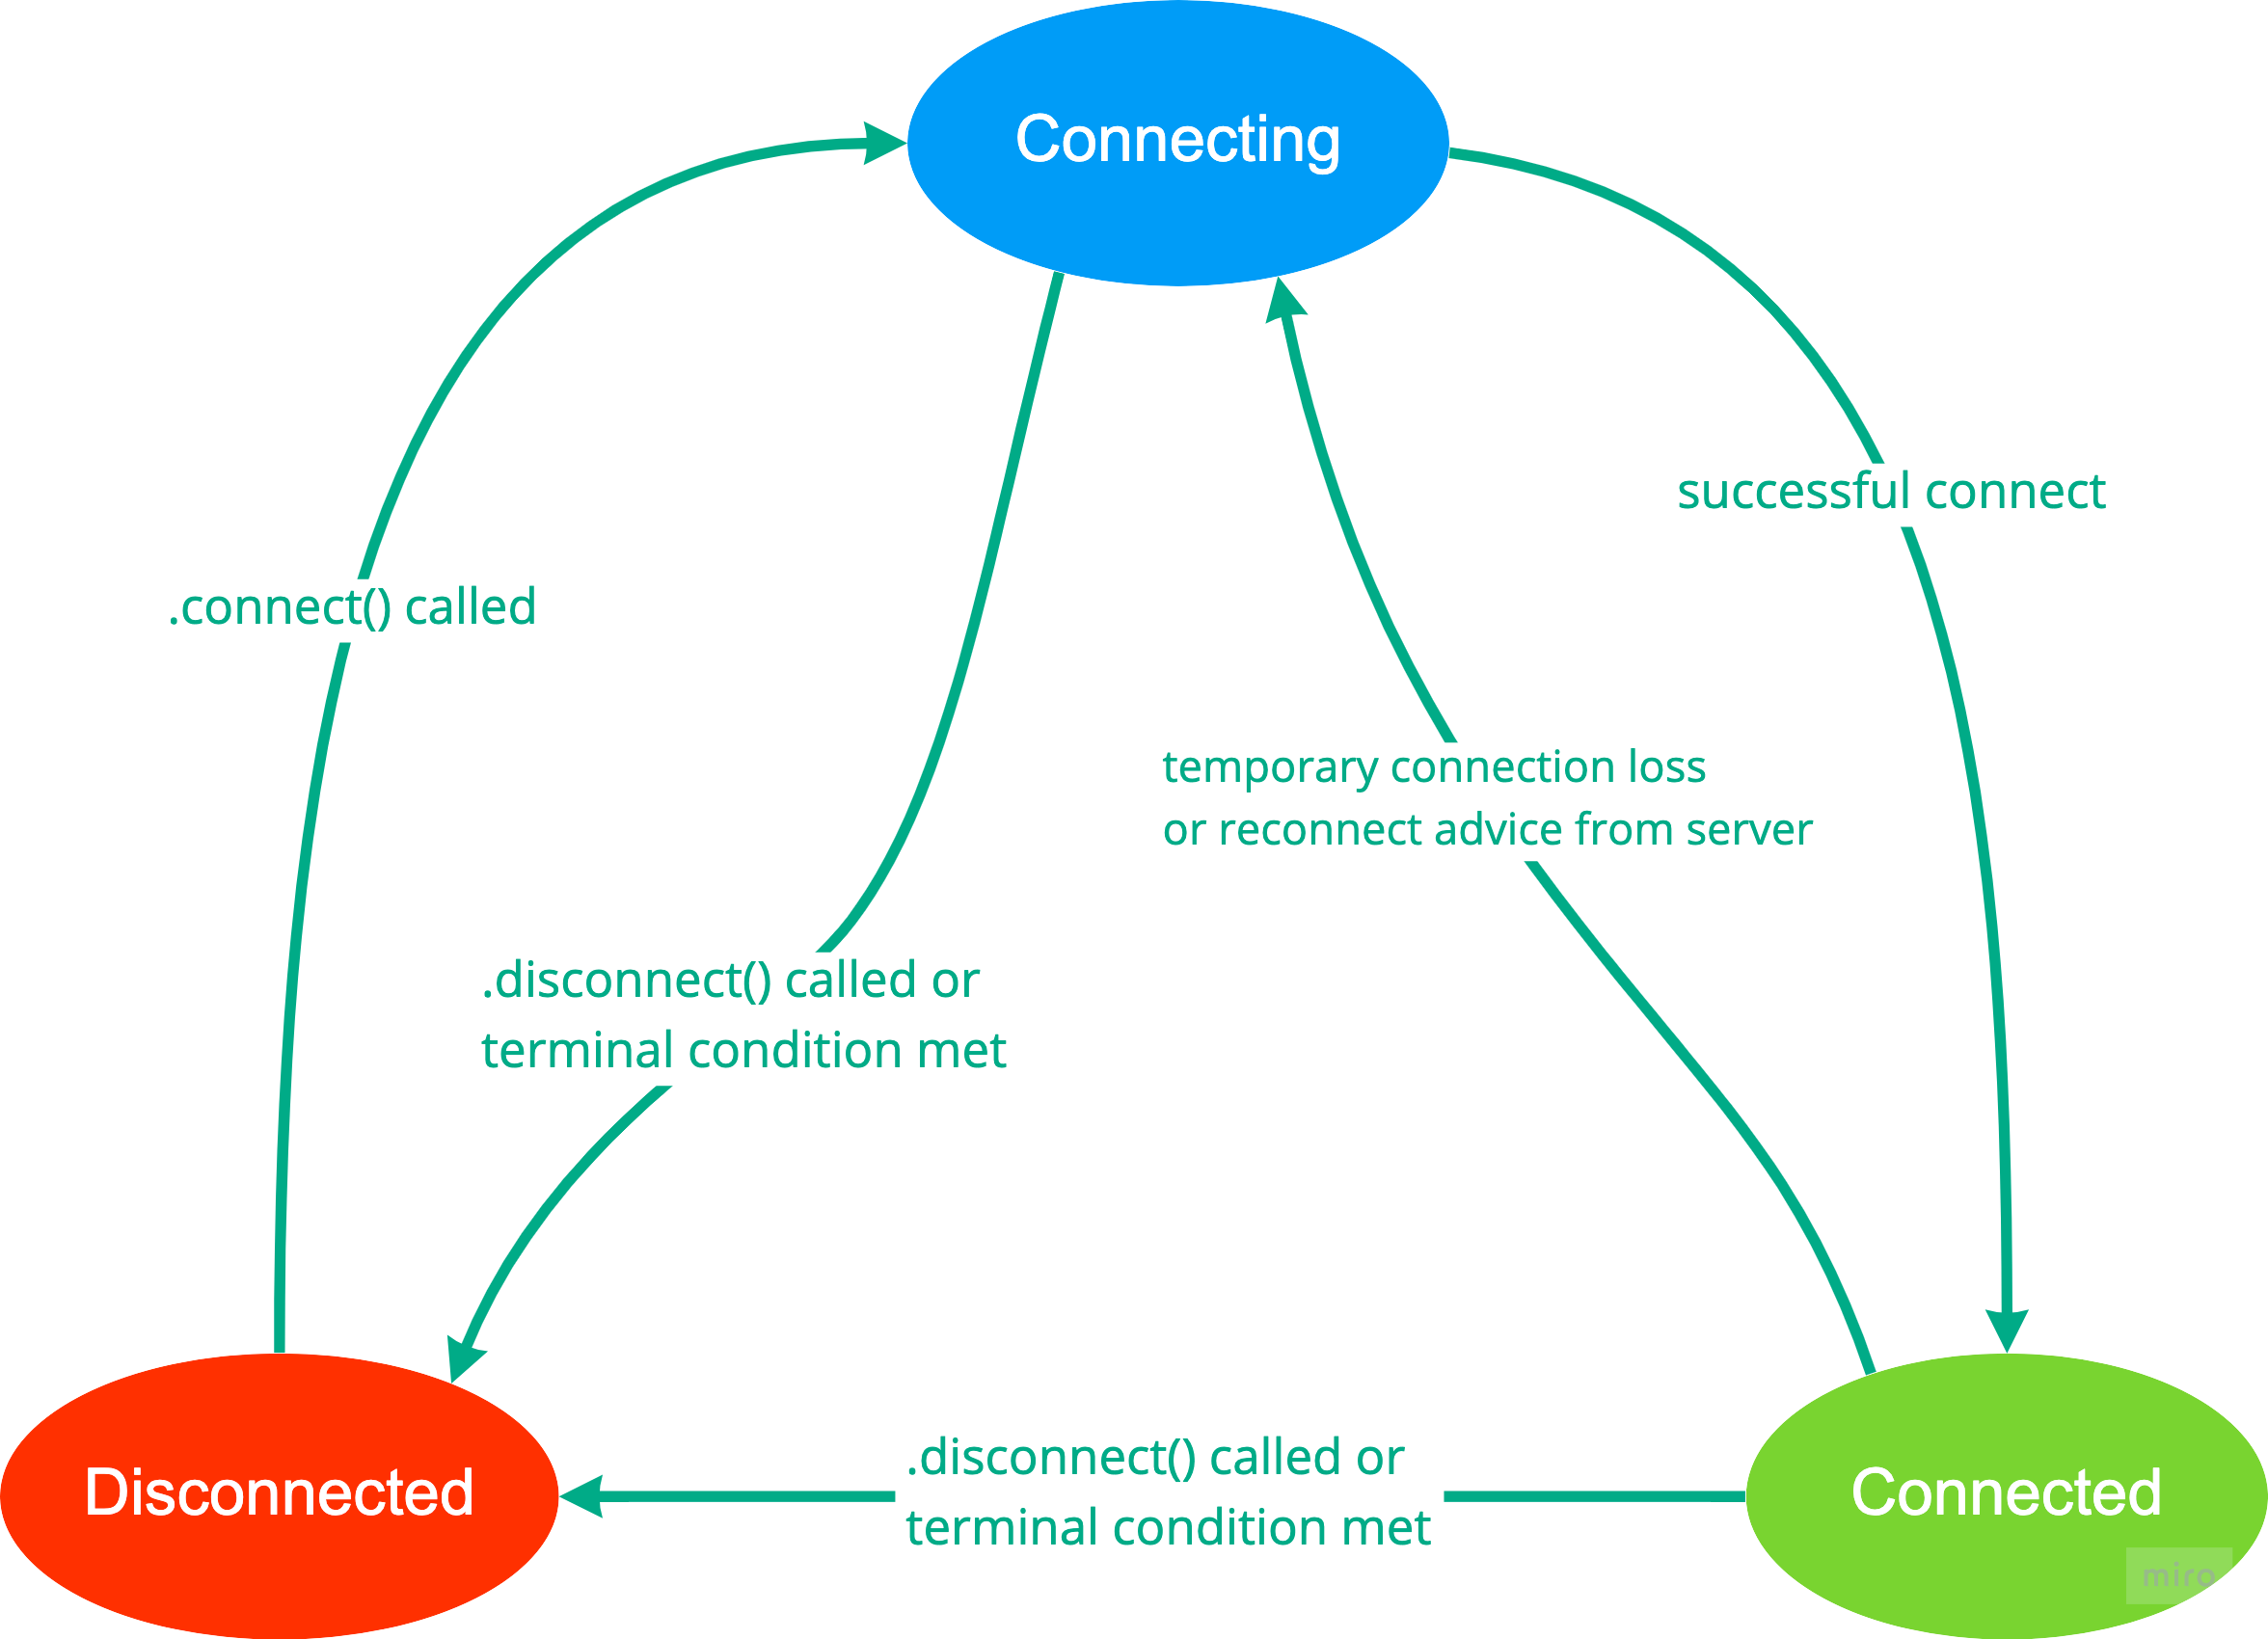 Connecting
successful connect
.connect() called
temporary connection loss
or reconnect advice from server
.disconnect() called or
terminal condition met
.disconnect() called or
terminal condition met
Disconnected
Connected
miro